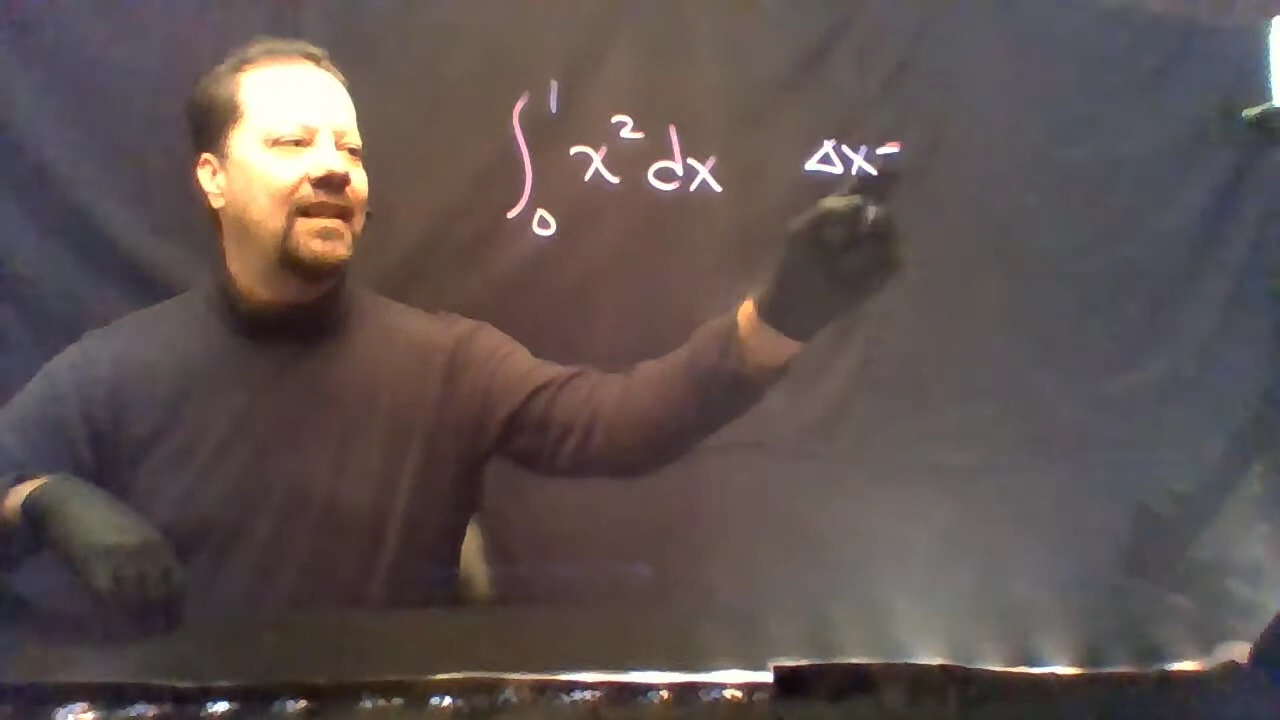 ∫₀¹ x² dx Δx=